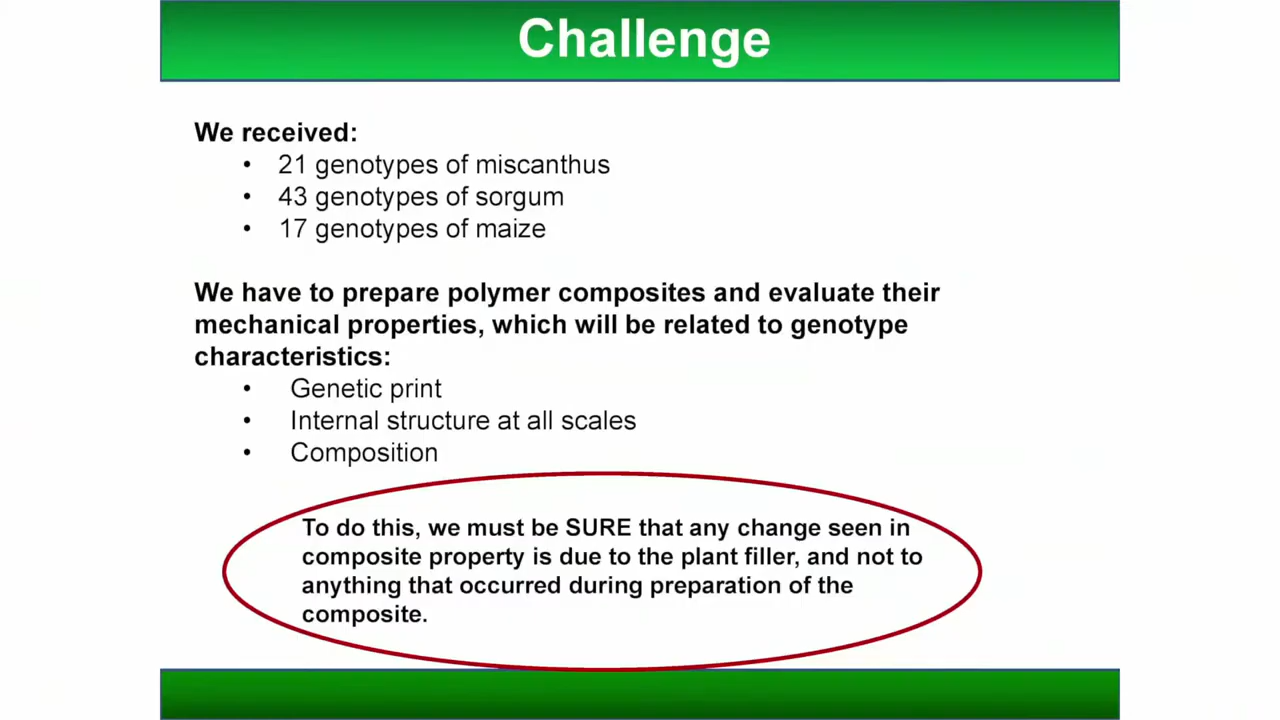 Challenge
We received:
• 21 genotypes of miscanthus
• 43 genotypes of sorgum
• 17 genotypes of maize
We have to prepare polymer composites and evaluate their
mechanical properties, which will be related to genotype
characteristics:
• Genetic print
• Internal structure at all scales
• Composition
To do this, we must be SURE that any change seen in
composite property is due to the plant filler, and not to
anything that occurred during preparation of the
composite.